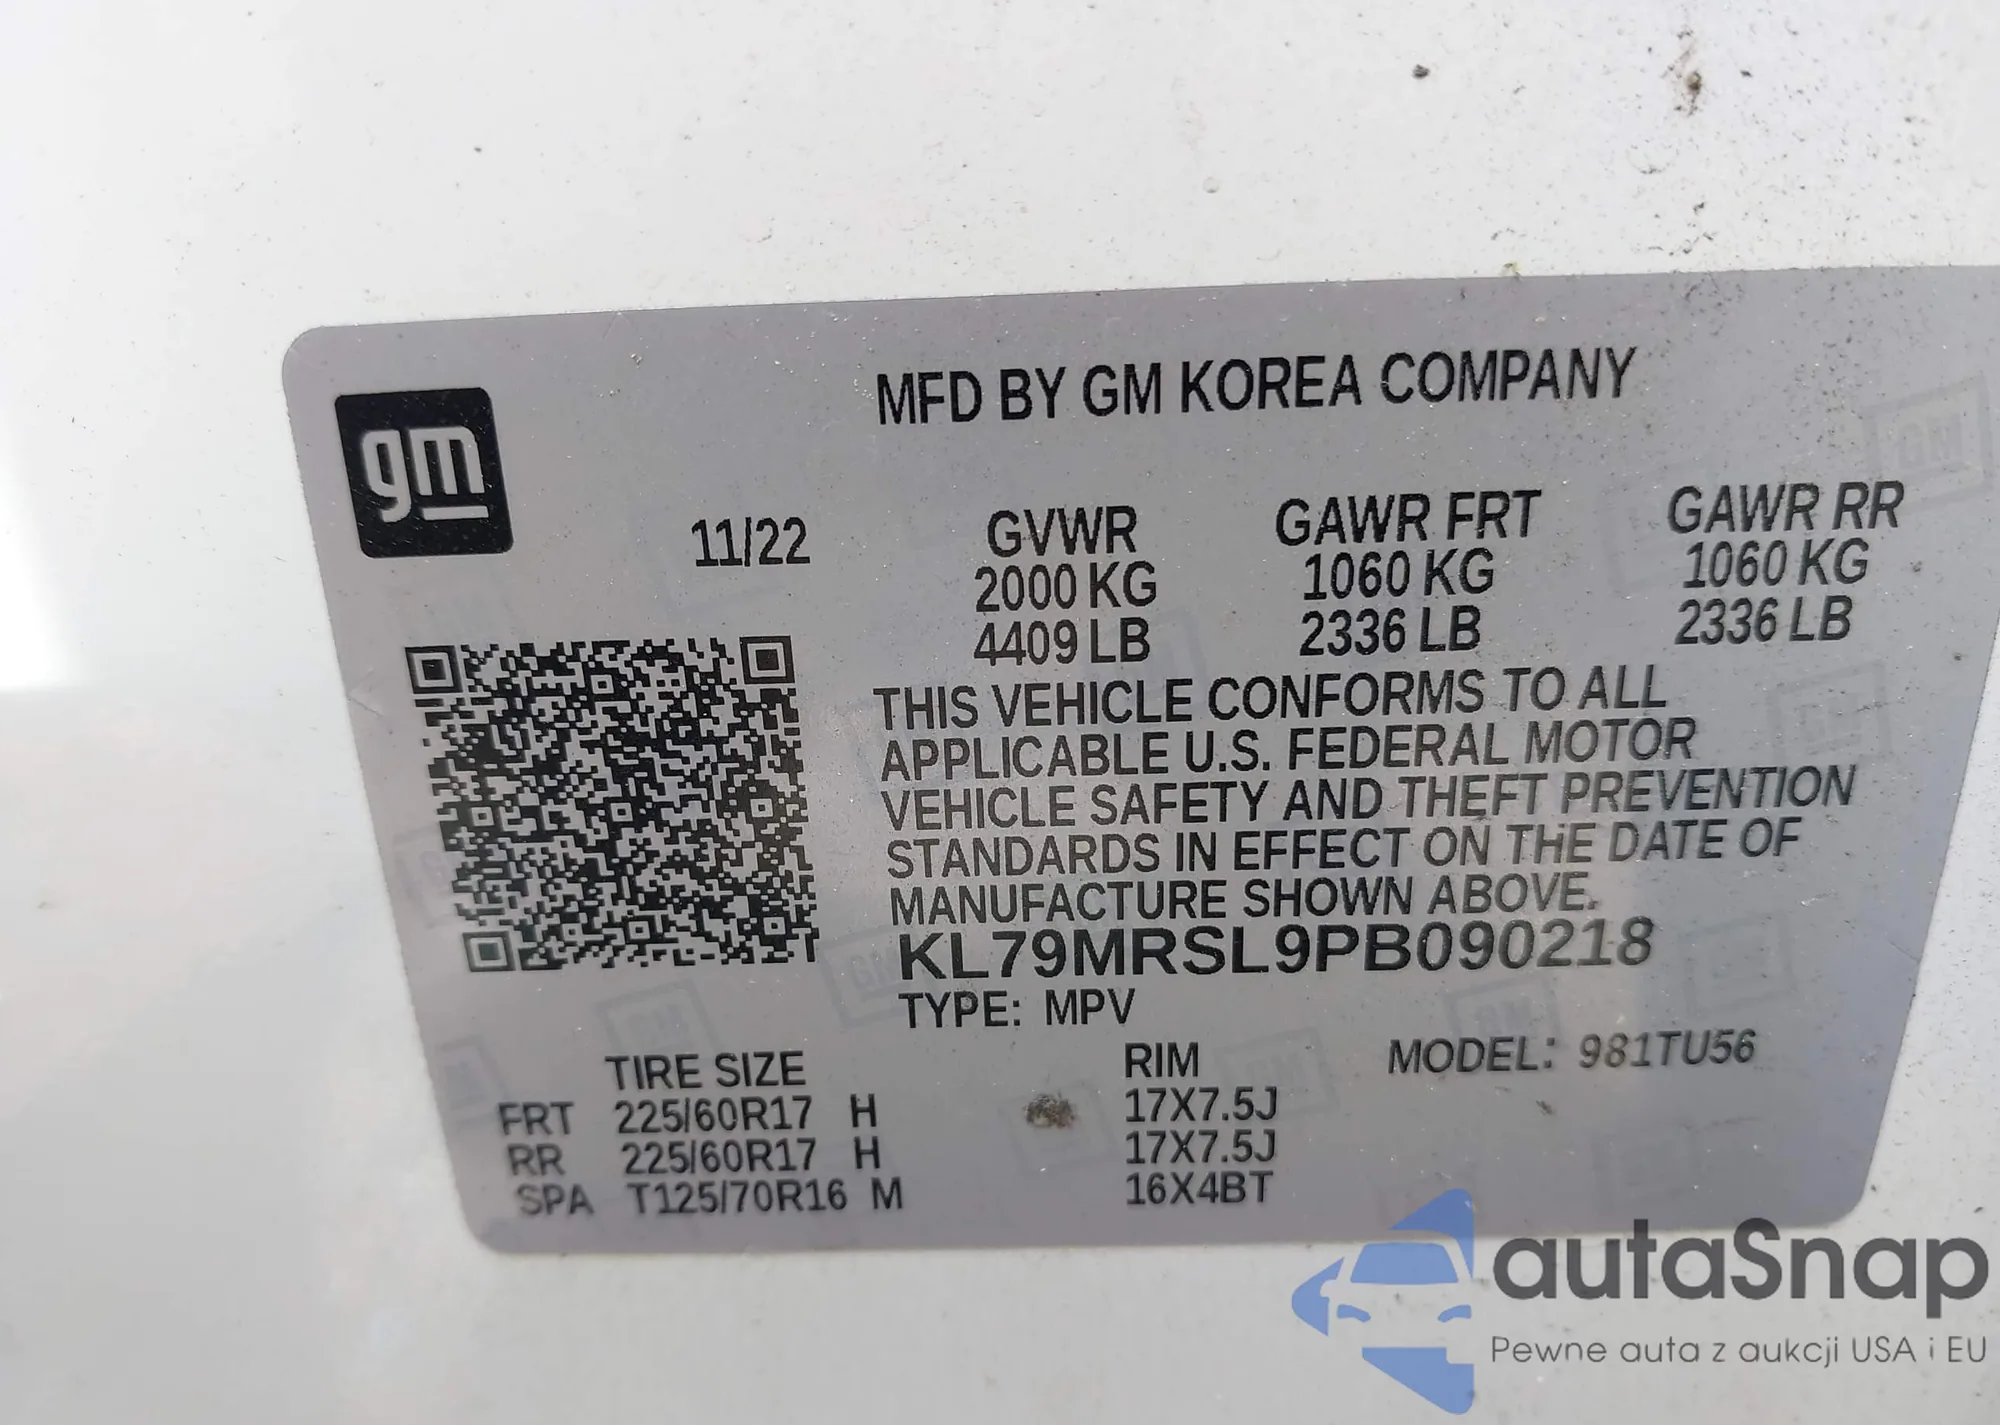 MFD BY GM KOREA COMPANY
gm
11/22
GVWR GAWR FRT GAWR RR
2000 KG 1060 KG 1060 KG
4409 LB 2336 LB 2336 LB
THIS VEHICLE CONFORMS TO ALL
APPLICABLE U.S. FEDERAL MOTOR
VEHICLE SAFETY AND THEFT PREVENTION
STANDARDS IN EFFECT ON THE DATE OF
MANUFACTURE SHOWN ABOVE.
KL79MRSL9PB090218
TYPE: MPV
TIRE SIZE RIM MODEL: 981TU56
FRT 225/60R17 H 17X7.5J
RR 225/60R17 H 17X7.5J
SPA T125/70R16 M 16X4BT
autoSnap
Pewne auta z aukcji USA i EU